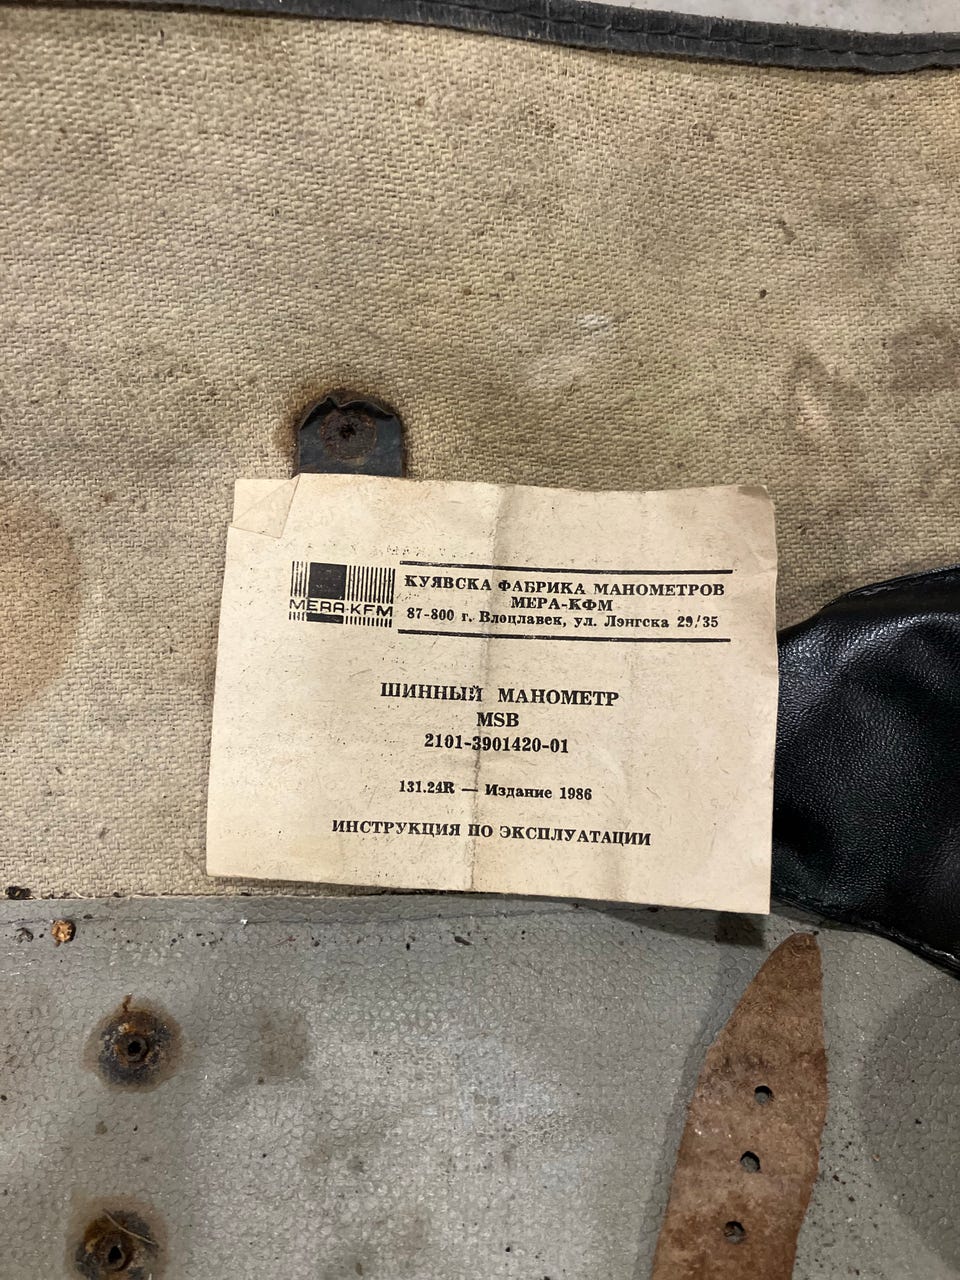 MERA-KFM
КУЯВСКА ФАБРИКА МАНОМЕТРОВ
МЕРА-КФМ
87-800 г. Влоцлавек, ул. Лэнгска 29/35
ШИННЫЙ МАНОМЕТР
MSB
2101-3901420-01
131.24R — Издание 1986
ИНСТРУКЦИЯ ПО ЭКСПЛУАТАЦИИ